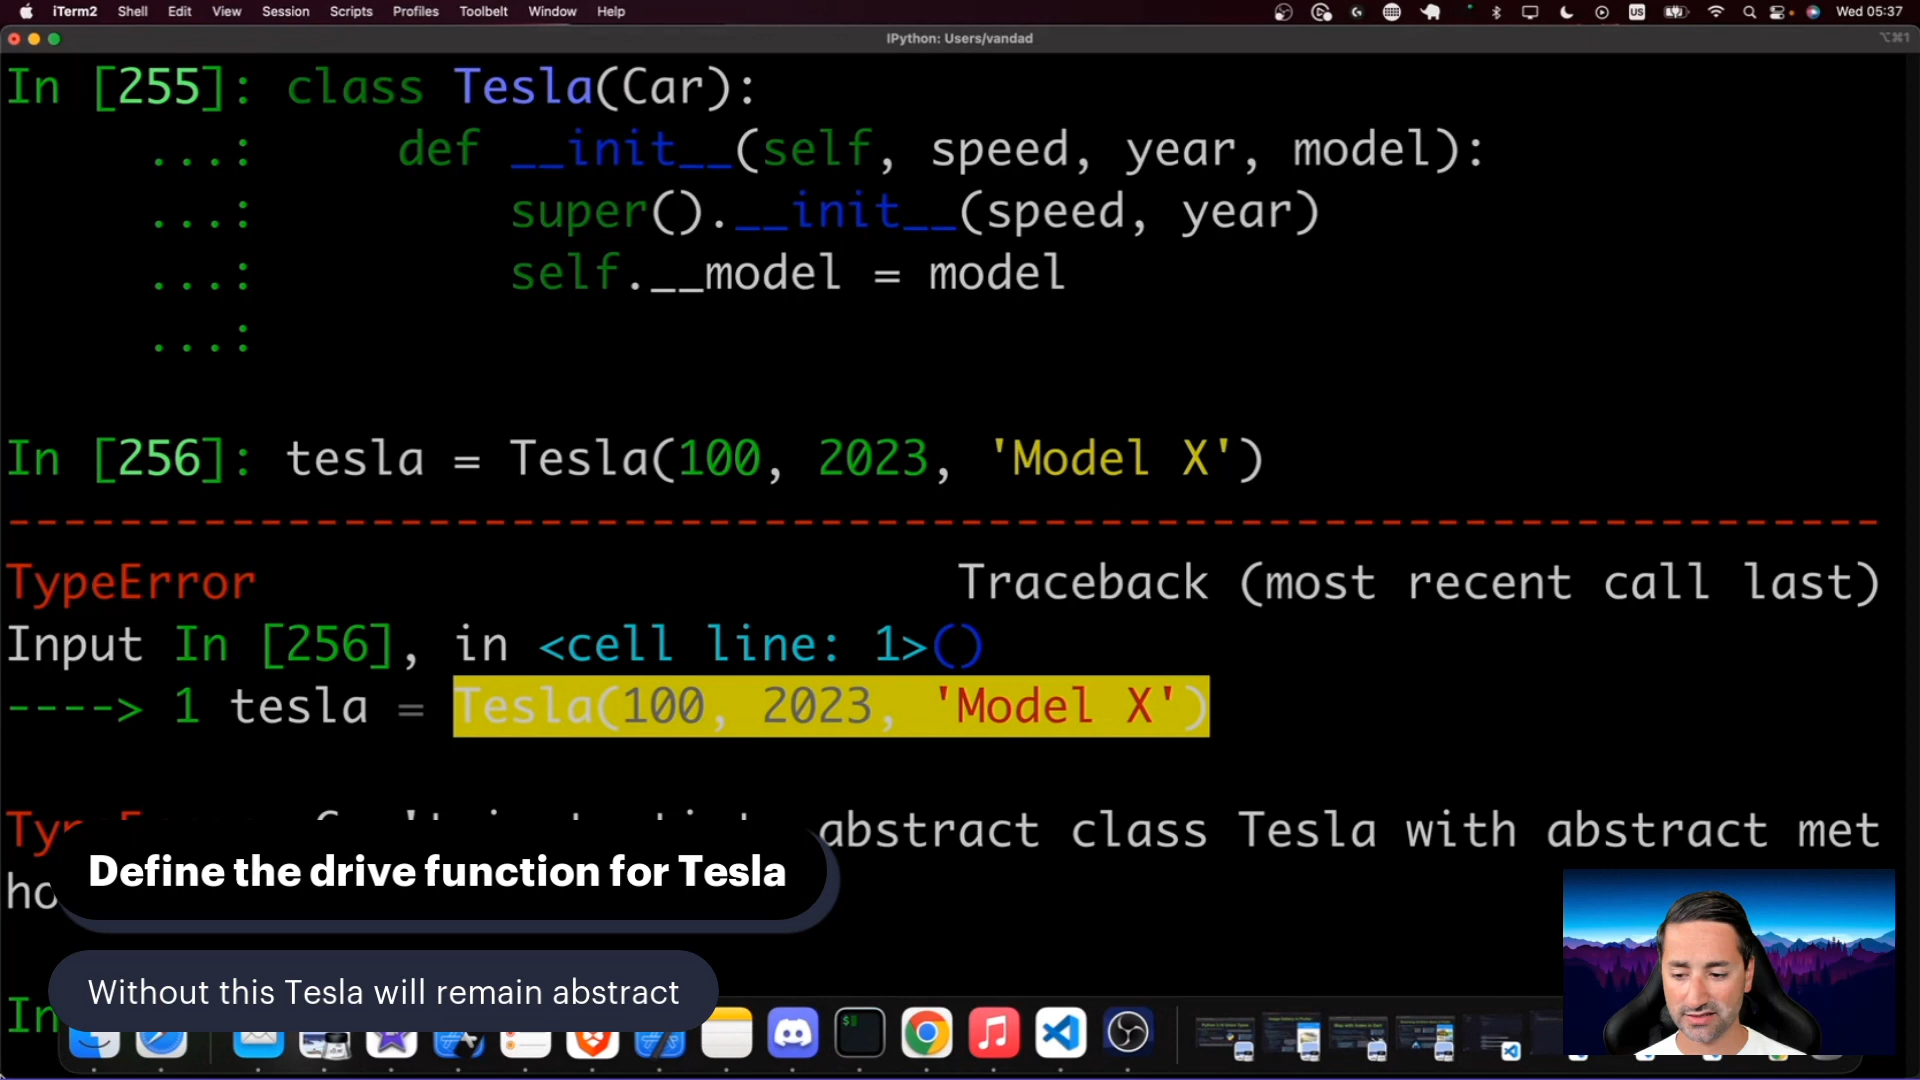 iTerm2 Shell Edit View Session Scripts Profiles Toolbelt Window Help US Wed 05:37
IPython: Users/vandad ⌥⌘1
In [255]: class Tesla(Car):
...: def __init__(self, speed, year, model):
...: super().__init__(speed, year)
...: self.__model = model
...:
In [256]: tesla = Tesla(100, 2023, 'Model X')
-------------------------------------------------------------------
TypeError Traceback (most recent call last)
Input In [256], in <cell line: 1>()
----> 1 tesla = Tesla(100, 2023, 'Model X')
abstract class Tesla with abstract met
ho
Define the drive function for Tesla
Without this Tesla will remain abstract
In